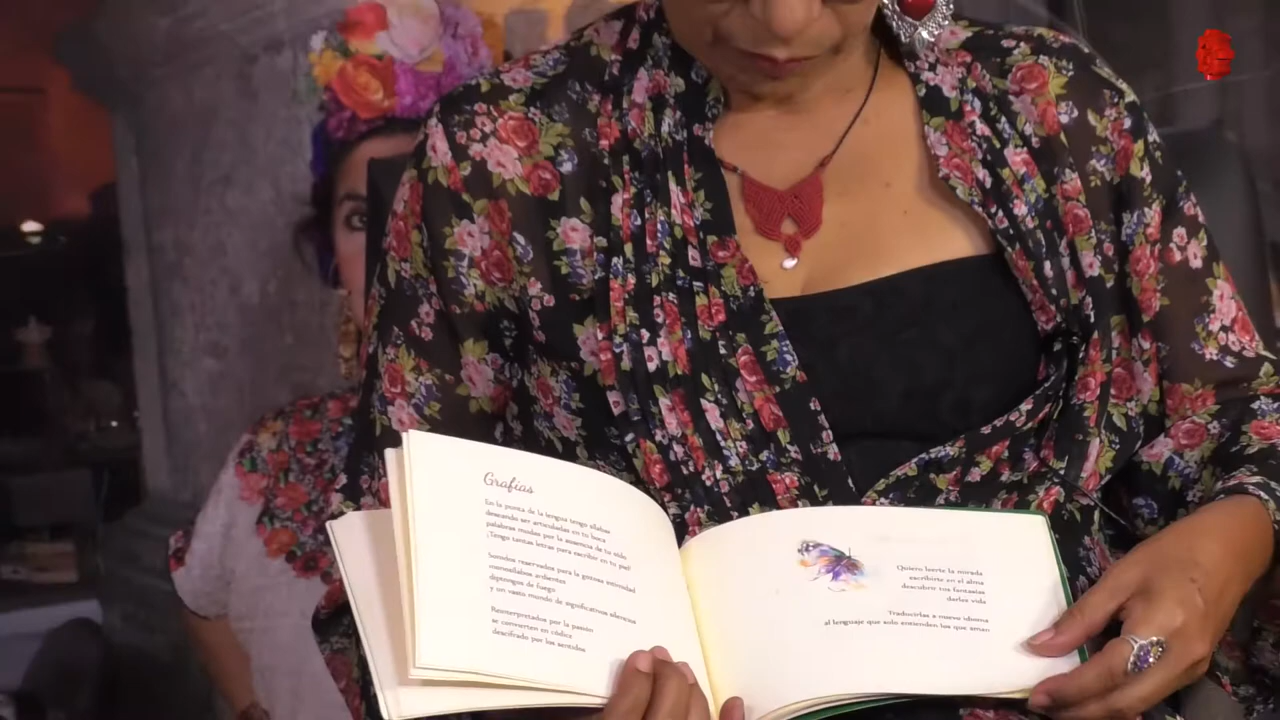 Grafías
En la punta de la lengua tengo sílabas
deseando ser articuladas en tu boca
palabras mudas por la ausencia de tu oído
¡Tengo tantas letras para escribir en tu piel!
Sonidos reservados para la gozosa intimidad
monosílabos ardientes
diptongos de fuego
y un vasto mundo de significativos silencios
Reinterpretados por la pasión
se convierten en códice
descifrado por los sentidos
Quiero leerte la mirada
escribirte en el alma
descubrir tus fantasías
darles vida
Traducirlas a nuevo idioma
al lenguaje que solo entienden los que aman